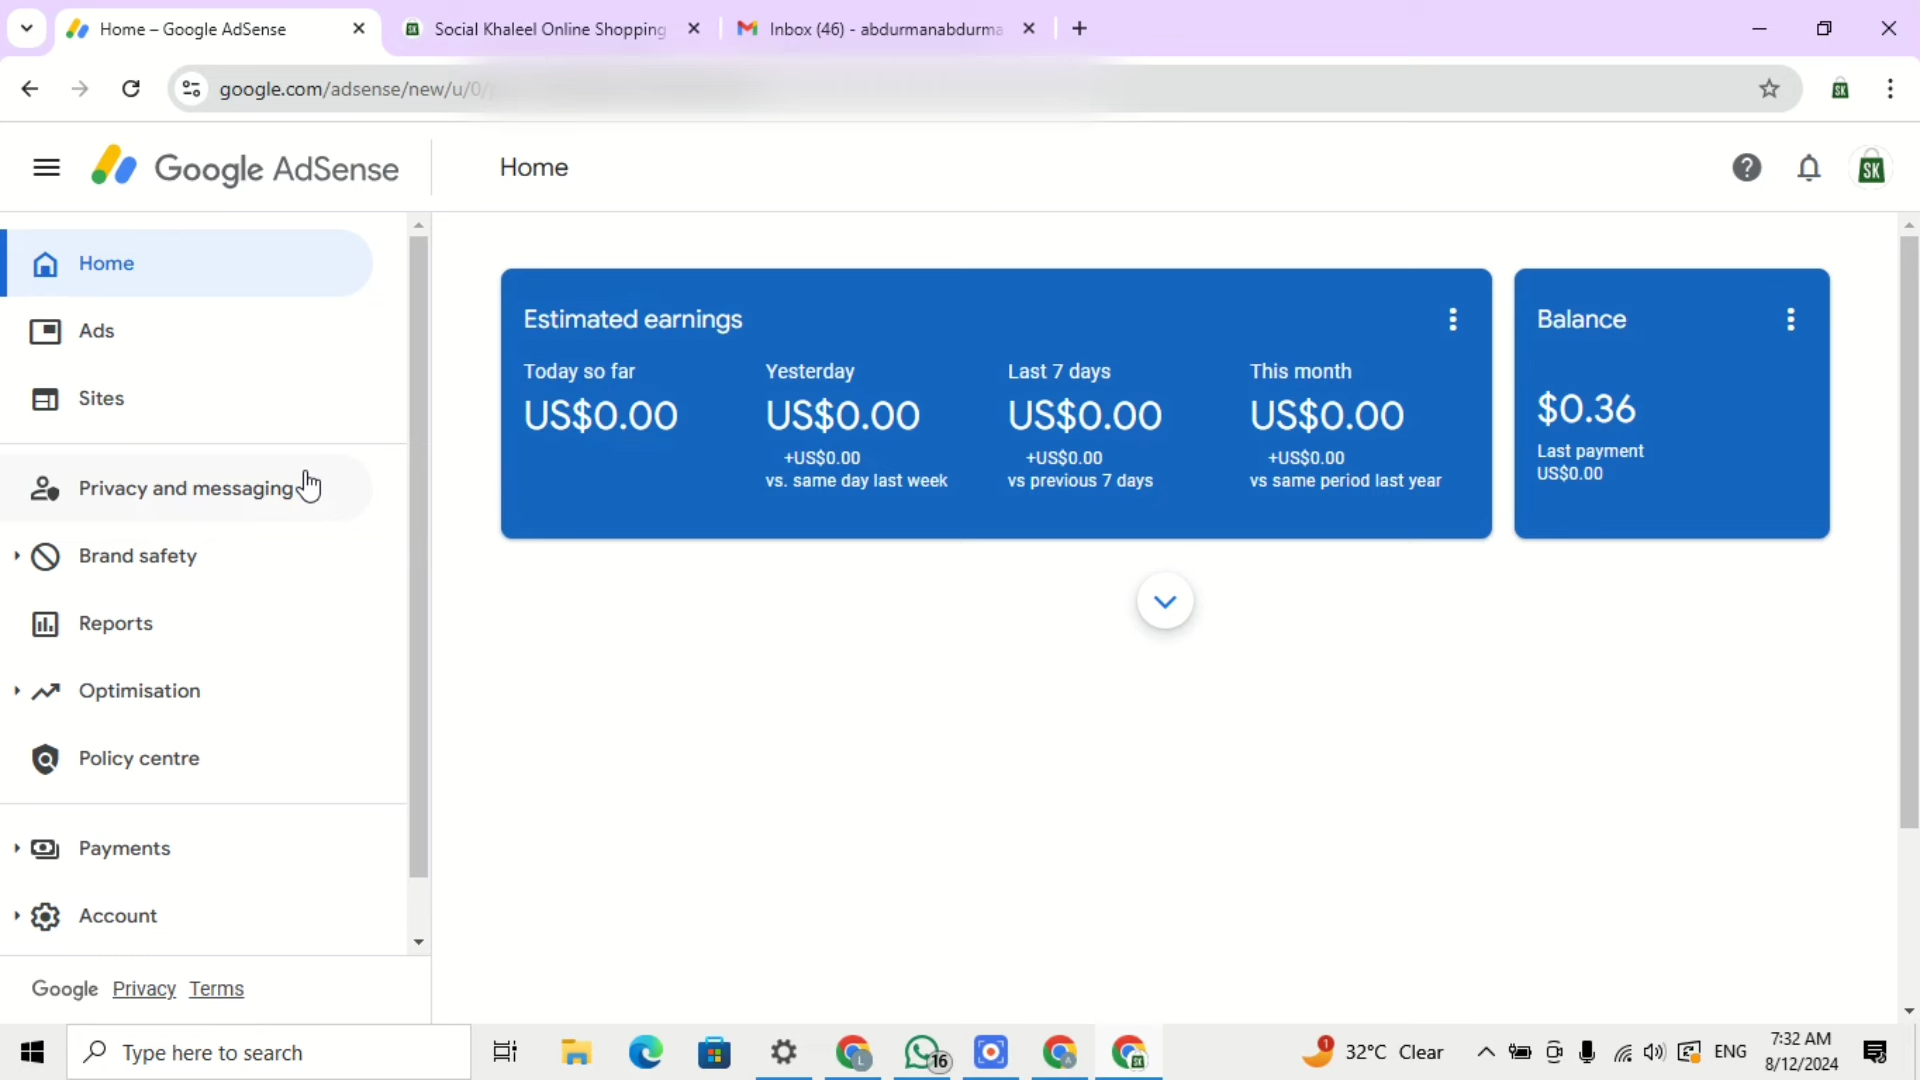 Home – Google AdSense
Social Khaleel Online Shopping
Inbox (46) - abdurmanabdurma
google.com/adsense/new/u/0/
SK
Google AdSense
Home
SK
Home
Ads
Sites
Privacy and messaging
Brand safety
Reports
Optimisation
Policy centre
Payments
Account
Google Privacy Terms
Estimated earnings
Today so far
US$0.00
Yesterday
US$0.00
+US$0.00
vs. same day last week
Last 7 days
US$0.00
+US$0.00
vs previous 7 days
This month
US$0.00
+US$0.00
vs same period last year
Balance
$0.36
Last payment
US$0.00
Type here to search
L
16
A
SK
1
32°C Clear
ENG
7:32 AM
8/12/2024